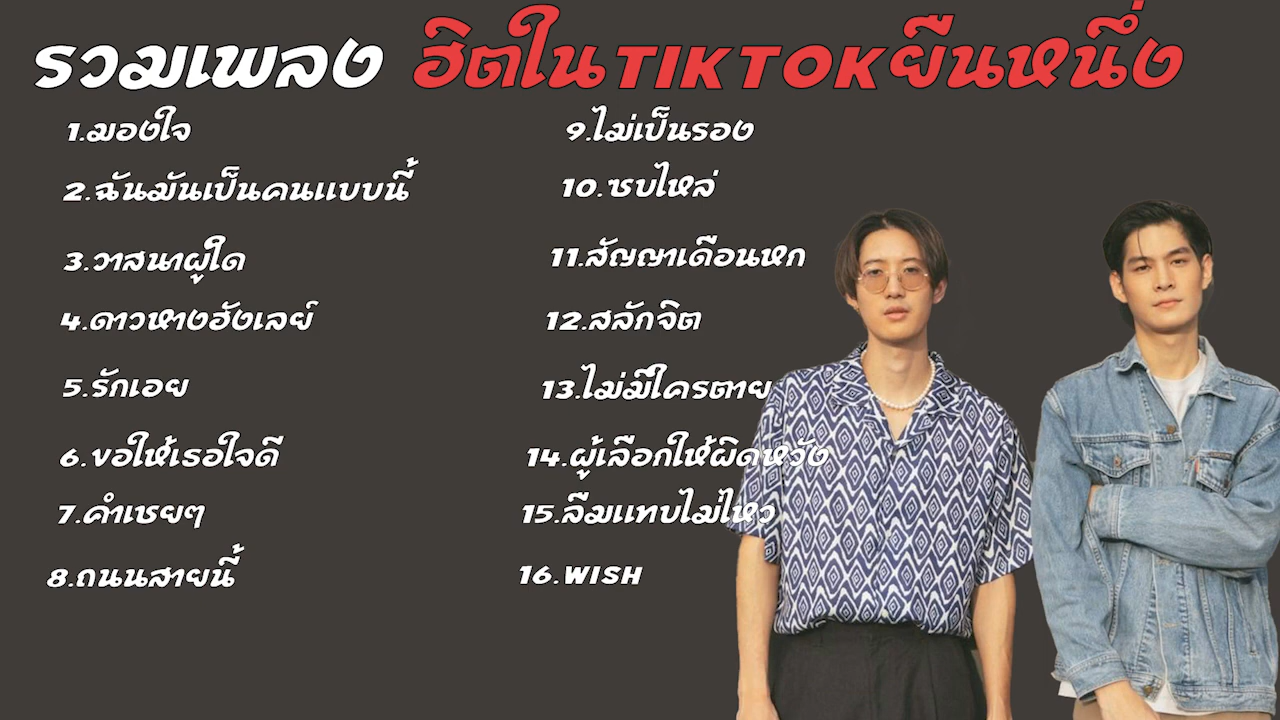 รวมเพลง ฮิตในTIKTOKยืนหนึ่ง
1.มองใจ
2.ฉันมันเป็นคนแบบนี้
3.วาสนาผู้ใด
4.ดาวหางฮังเลย์
5.รักเอย
6.ขอให้เธอใจดี
7.คำเชยๆ
8.ถนนสายนี้
9.ไม่เป็นรอง
10.ซบไหล่
11.สัญญาเดือนหก
12.สลักจิต
13.ไม่มีใครตาย
14.ผู้เลือกให้ผิดหวัง
15.ลืมแทบไม่ไหว
16.WISH